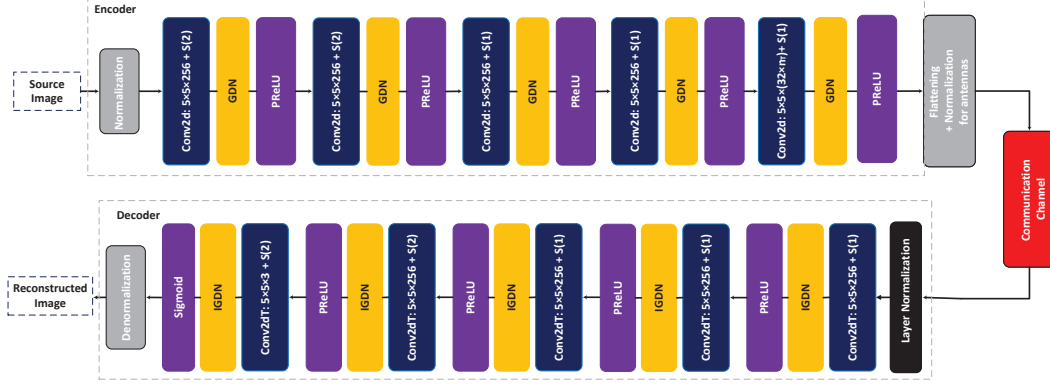 Encoder
Source
Image
Normalization
Conv2d: 5×5×256 + S(2)
GDN
PReLU
Conv2d: 5×5×256 + S(2)
GDN
PReLU
Conv2d: 5×5×256 + S(1)
GDN
PReLU
Conv2d: 5×5×256 + S(1)
GDN
PReLU
Conv2d: 5×5×(32×nт)+ S(1)
GDN
PReLU
Flattening
+ Normalization
for antennas
Communication
Channel
Decoder
Reconstructed
Image
Denormalization
Sigmoid
IGDN
Conv2dT: 5×5×3 + S(2)
PReLU
IGDN
Conv2dT: 5×5×256 + S(2)
PReLU
IGDN
Conv2dT: 5×5×256 + S(1)
PReLU
IGDN
Conv2dT: 5×5×256 + S(1)
PReLU
IGDN
Conv2dT: 5×5×256 + S(1)
Layer Normalization